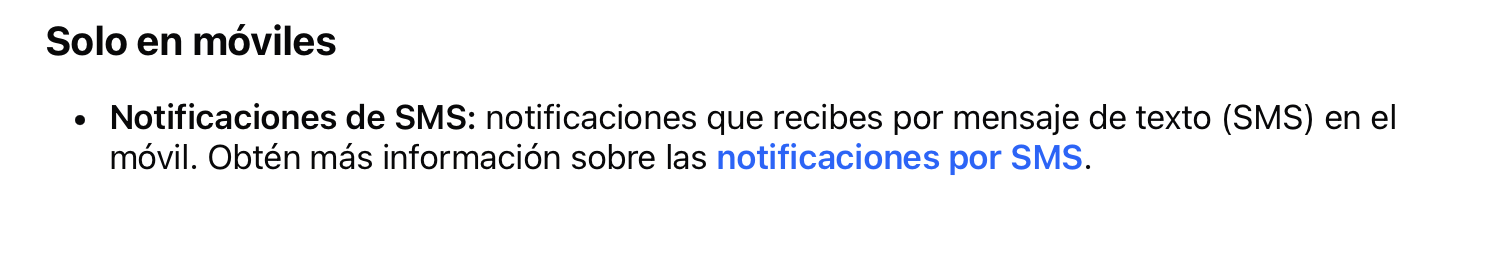 Solo en móviles
• Notificaciones de SMS: notificaciones que recibes por mensaje de texto (SMS) en el
móvil. Obtén más información sobre las notificaciones por SMS.